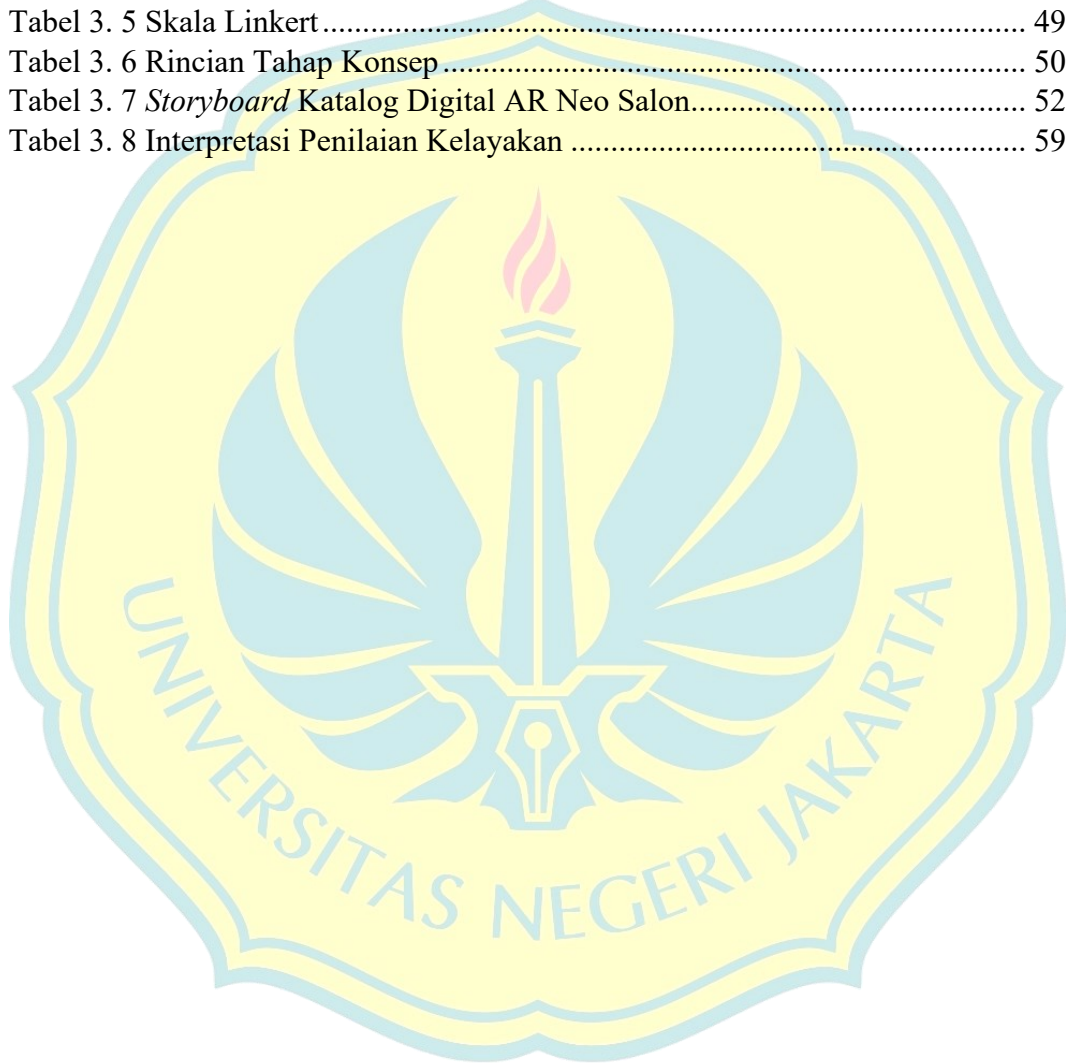 Tabel 3. 5 Skala Linkert ........................................................................................... 49
Tabel 3. 6 Rincian Tahap Konsep ........................................................................... 50
Tabel 3. 7 Storyboard Katalog Digital AR Neo Salon ........................................... 52
Tabel 3. 8 Interpretasi Penilaian Kelayakan ........................................................... 59
UNIVERSITAS NEGERI JAKARTA